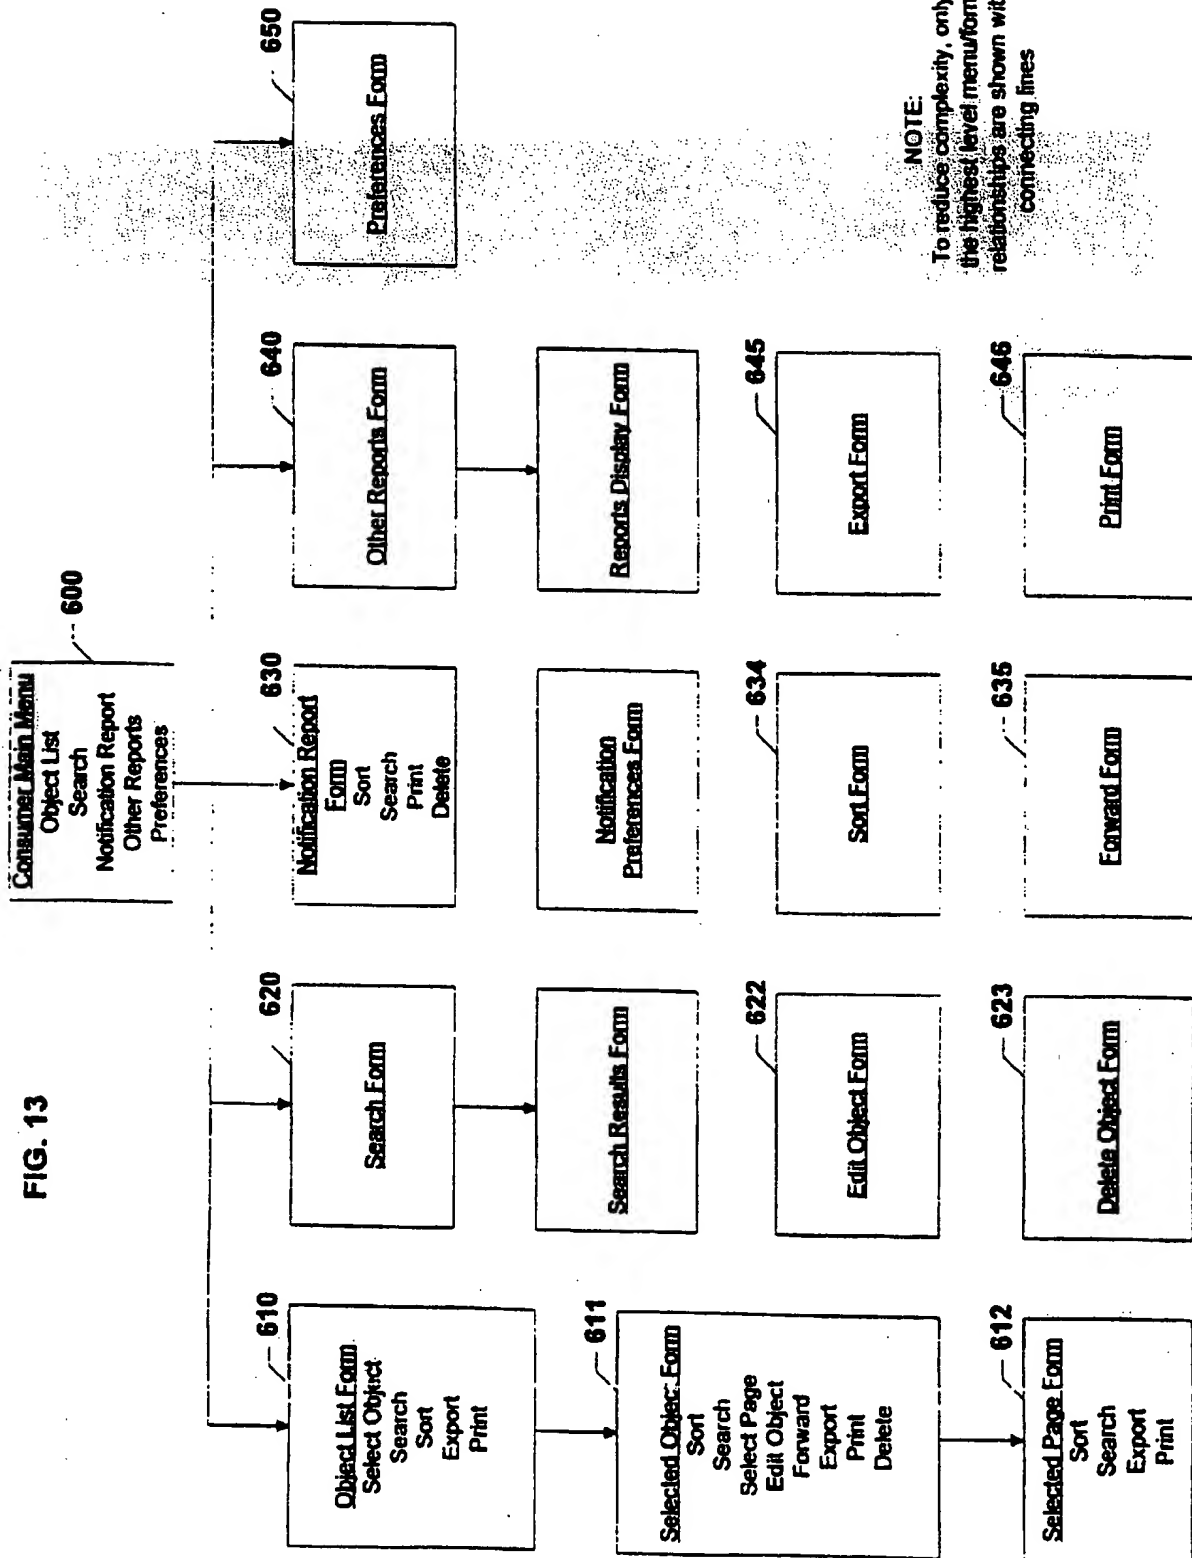 FIG. 13
600
Consumer Main Menu
Object List
Search
Notification Report
Other Reports
Preferences
610
Object List Form
Select Object
Search
Sort
Export
Print
620
Search Form
630
Notification Report
Form
Sort
Search
Print
Delete
640
Other Reports Form
650
Preferences Form
611
Selected Object Form
Sort
Search
Select Page
Edit Object
Forward
Export
Print
Delete
Search Results Form
Notification
Preferences Form
Reports Display Form
622
Edit Object Form
634
Sort Form
645
Export Form
612
Selected Page Form
Sort
Search
Export
Print
623
Delete Object Form
635
Forward Form
646
Print Form
NOTE:
To reduce complexity, only
the highest level menu/form
relationships are shown wit
connecting lines